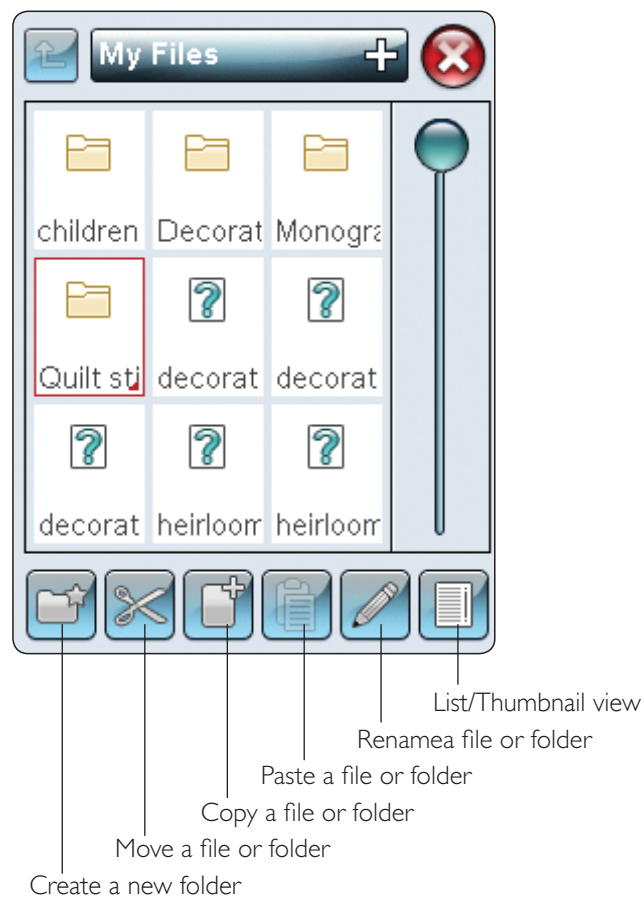 My Files
children Decorat Monogra
Quilt sti decorat decorat
decorat heirloom heirloom
List/Thumbnail view
Renamea file or folder
Paste a file or folder
Copy a file or folder
Move a file or folder
Create a new folder